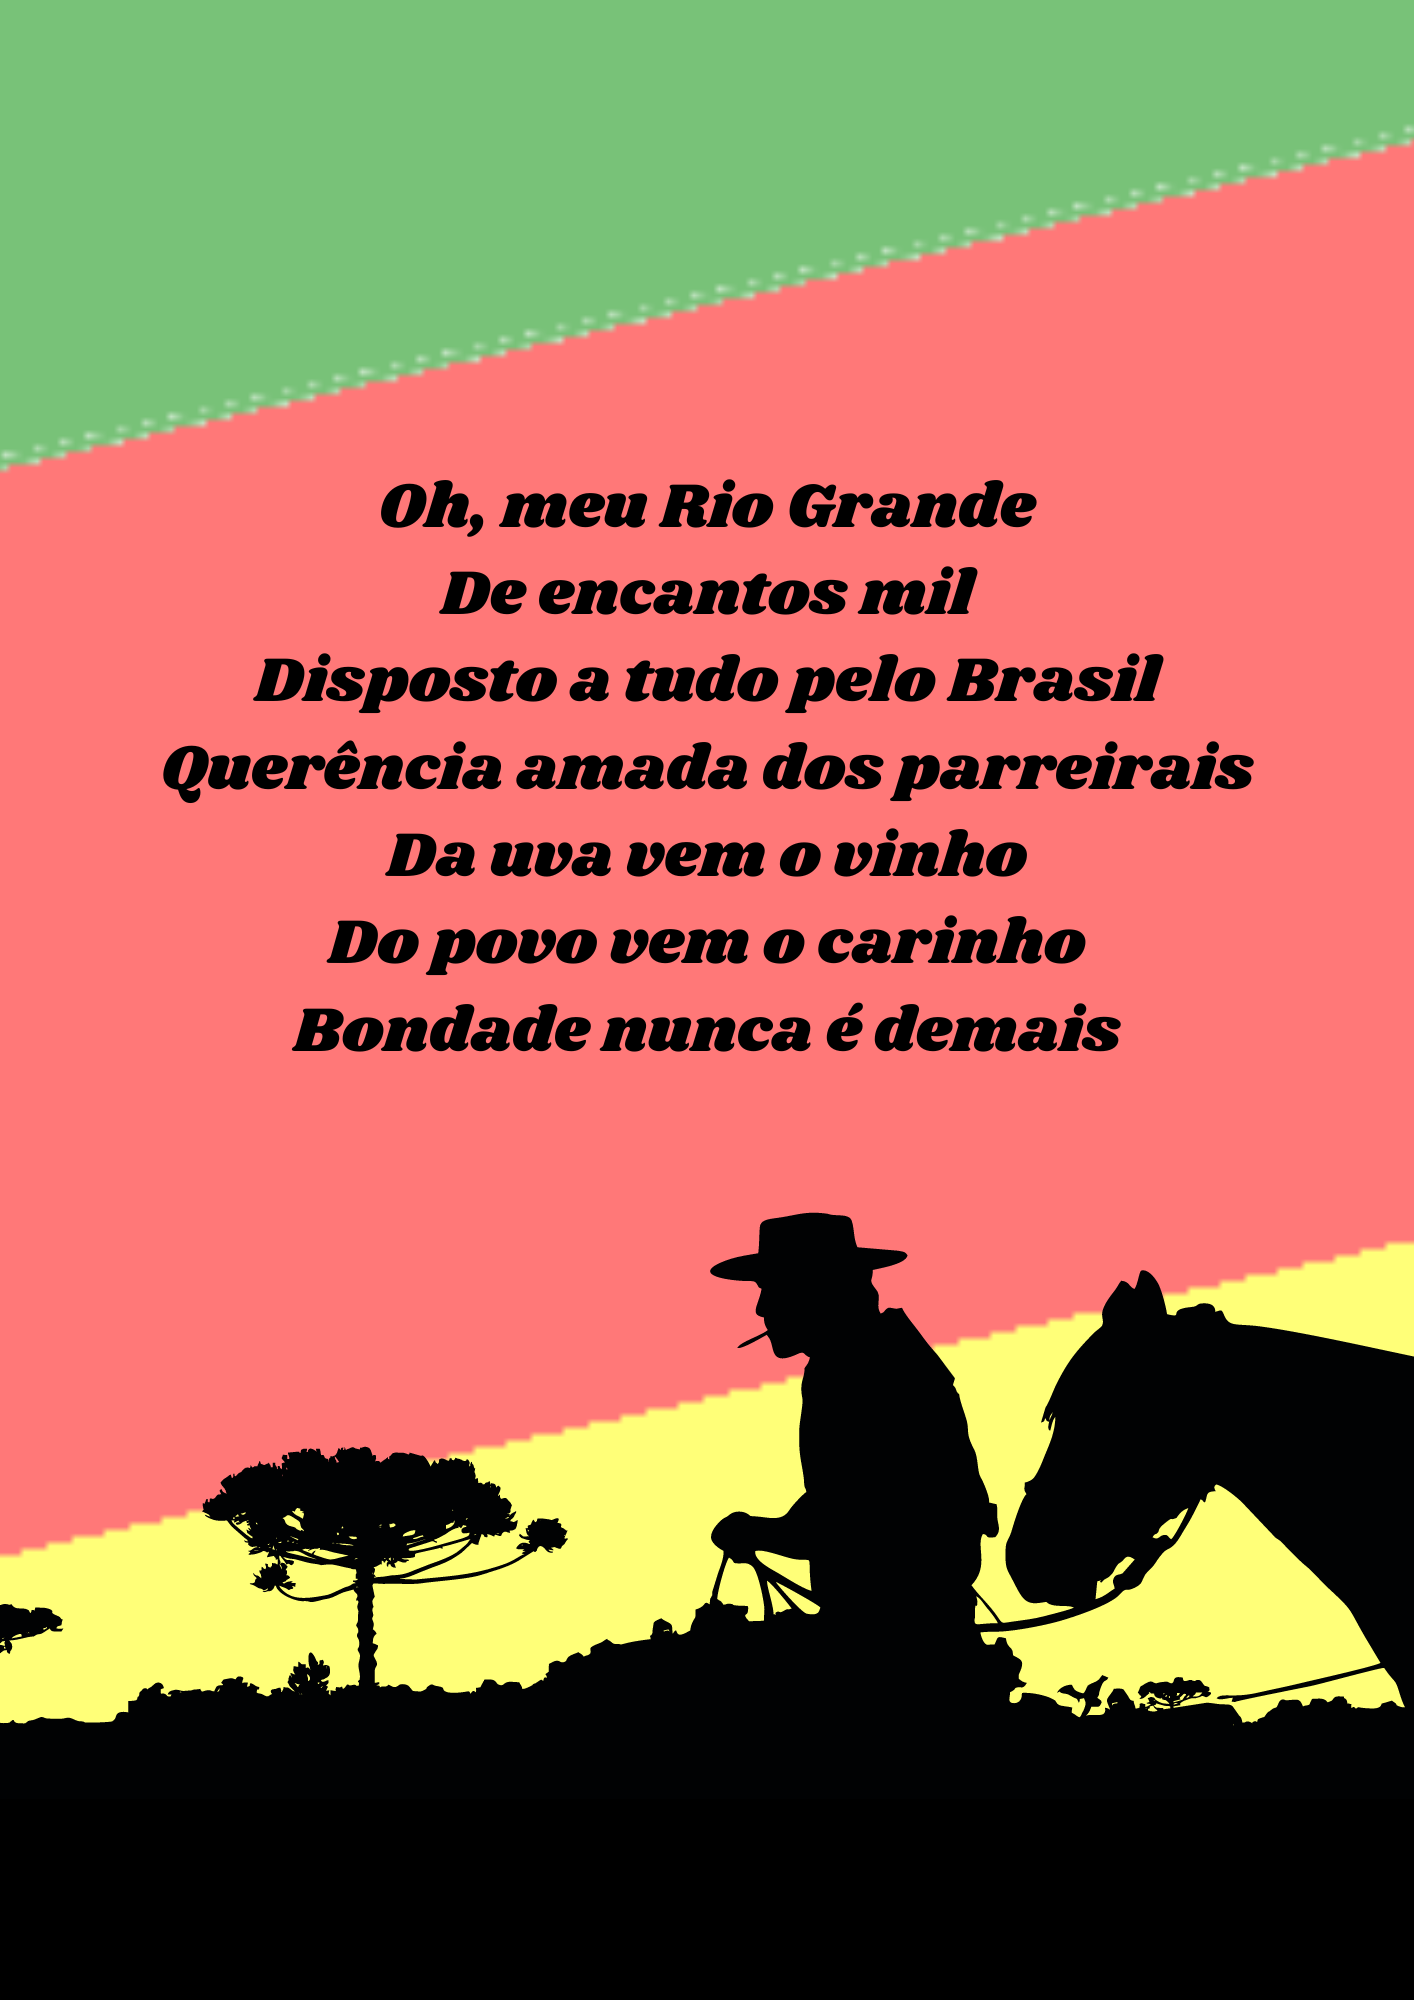 Oh, meu Rio Grande
De encantos mil
Disposto a tudo pelo Brasil
Querência amada dos parreirais
Da uva vem o vinho
Do povo vem o carinho
Bondade nunca é demais